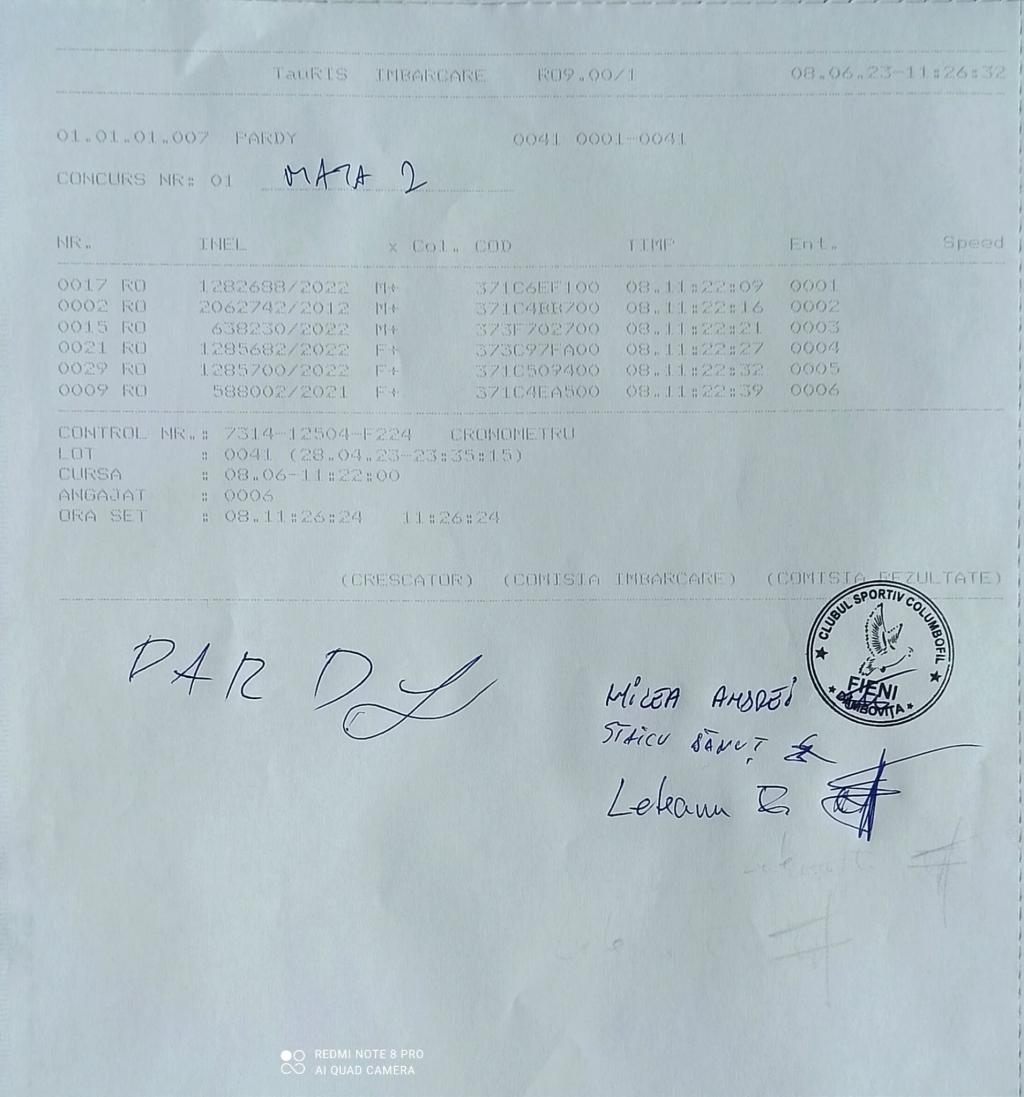 TauRIS IMBARCARE RO9.00/1 08.06.23-11:26:32
01.01.01.007 PARDY 0041 0001-0041
CONCURS NR: 01 MATA 2
NR. INEL x Col. COD TIMP Ent. Speed
0017 RO 1282688/2022 M+ 371C6EF100 08.11:22:09 0001
0002 RO 2062742/2012 M+ 371C4BB700 08.11:22:16 0002
0015 RO 638230/2022 M+ 373F702700 08.11:22:21 0003
0021 RO 1285682/2022 F+ 373C97FA00 08.11:22:27 0004
0029 RO 1285700/2022 F+ 371C509400 08.11:22:32 0005
0009 RO 588002/2021 F+ 371C4EA500 08.11:22:39 0006
CONTROL NR.: 7314-12504-F224 CRONOMETRU
LOT : 0041 (28.04.23-23:35:15)
CURSA : 08.06-11:22:00
ANGAJAT : 0006
ORA SET : 08.11:26:24 11:26:24
(CRESCATOR) (COMISIA IMBARCARE) (COMISIA REZULTATE)
CLUBUL SPORTIV COLUMBOFIL
FIENI
DÂMBOVIŢA
PARDY
MICEA ANDREI
STAICU DĂNUȚ
Leteanu
REDMI NOTE 8 PRO
AI QUAD CAMERA